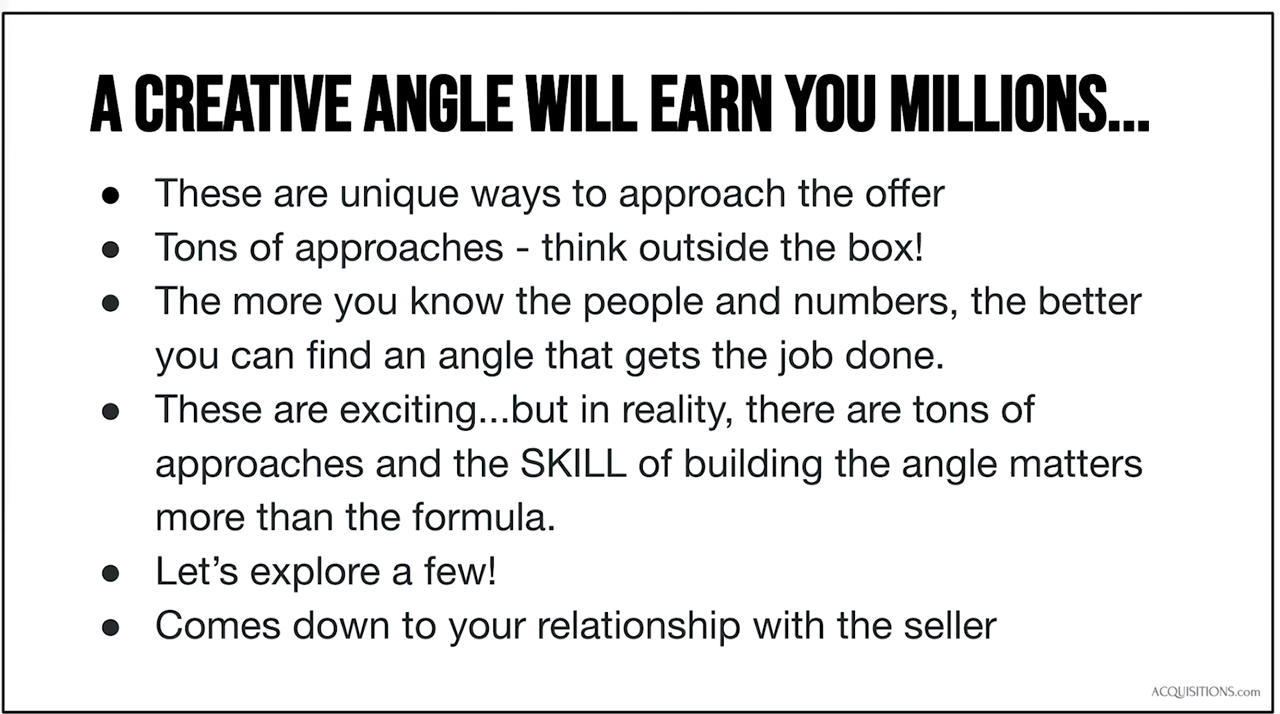 A CREATIVE ANGLE WILL EARN YOU MILLIONS...
● These are unique ways to approach the offer
● Tons of approaches - think outside the box!
● The more you know the people and numbers, the better
you can find an angle that gets the job done.
● These are exciting...but in reality, there are tons of
approaches and the SKILL of building the angle matters
more than the formula.
● Let’s explore a few!
● Comes down to your relationship with the seller
ACQUISITIONS.com